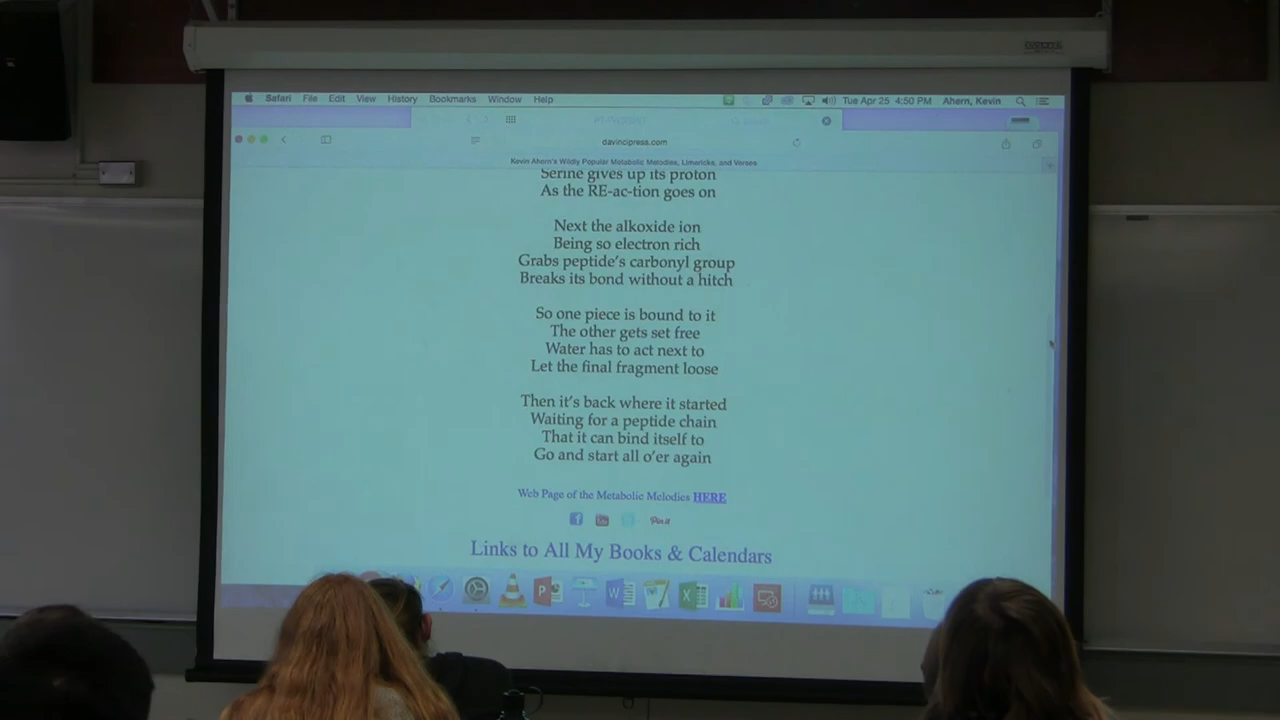 Safari File Edit View History Bookmarks Window Help
Tue Apr 25 4:50 PM Ahern, Kevin
davincipress.com
Kevin Ahern's Wildly Popular Metabolic Melodies, Limericks, and Verses
Serine gives up its proton
As the RE-ac-tion goes on
Next the alkoxide ion
Being so electron rich
Grabs peptide's carbonyl group
Breaks its bond without a hitch
So one piece is bound to it
The other gets set free
Water has to act next to
Let the final fragment loose
Then it's back where it started
Waiting for a peptide chain
That it can bind itself to
Go and start all o'er again
Web Page of the Metabolic Melodies HERE
Pin it
Links to All My Books & Calendars